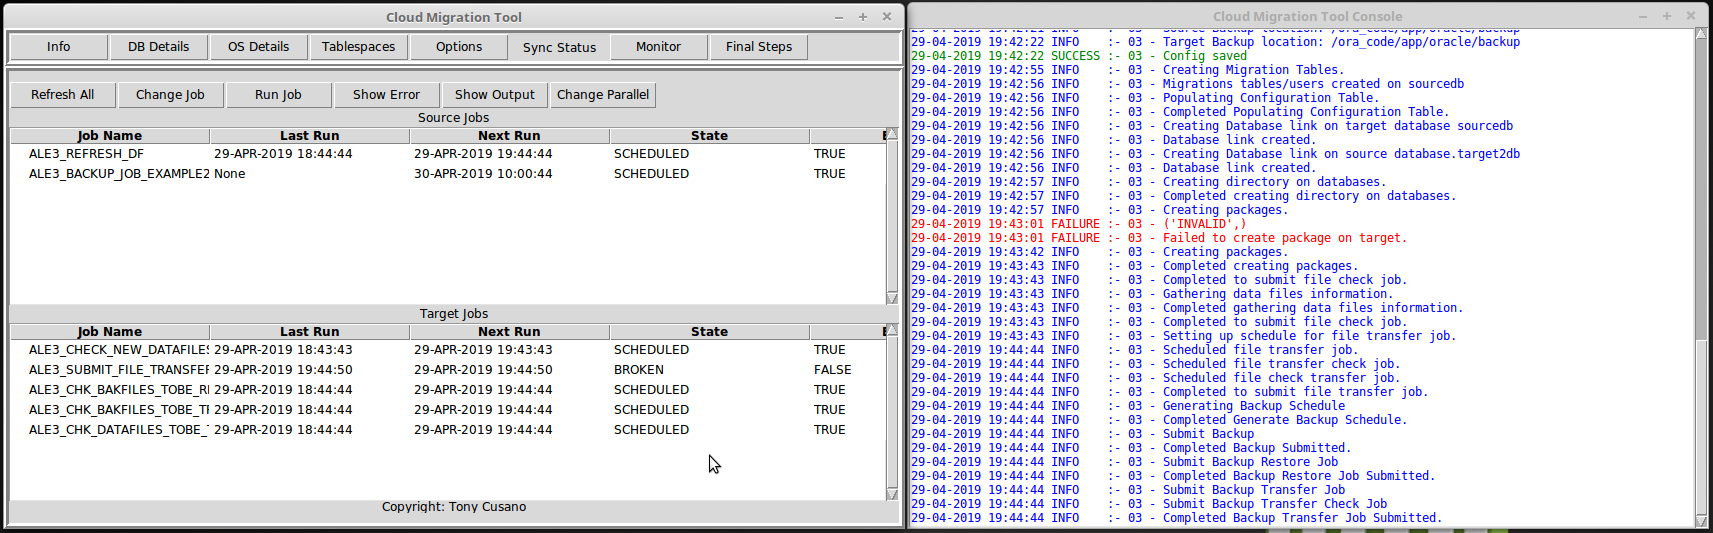 Cloud Migration Tool
Info DB Details OS Details Tablespaces Options Sync Status Monitor Final Steps
Refresh All Change Job Run Job Show Error Show Output Change Parallel
Source Jobs
Job Name Last Run Next Run State
ALE3_REFRESH_DF 29-APR-2019 18:44:44 29-APR-2019 19:44:44 SCHEDULED TRUE
ALE3_BACKUP_JOB_EXAMPLE2 None 30-APR-2019 10:00:44 SCHEDULED TRUE
Target Jobs
Job Name Last Run Next Run State
ALE3_CHECK_NEW_DATAFILES 29-APR-2019 18:43:43 29-APR-2019 19:43:43 SCHEDULED TRUE
ALE3_SUBMIT_FILE_TRANSFER 29-APR-2019 19:44:50 29-APR-2019 19:44:50 BROKEN FALSE
ALE3_CHK_BAKFILES_TOBE_R 29-APR-2019 18:44:44 29-APR-2019 19:44:44 SCHEDULED TRUE
ALE3_CHK_BAKFILES_TOBE_T 29-APR-2019 18:44:44 29-APR-2019 19:44:44 SCHEDULED TRUE
ALE3_CHK_DATAFILES_TOBE_ 29-APR-2019 18:44:44 29-APR-2019 19:44:44 SCHEDULED TRUE
Copyright: Tony Cusano
Cloud Migration Tool Console
29-04-2019 19:42:21 INFO :- 03 - Source Backup location: /ora_code/app/oracle/backup
29-04-2019 19:42:22 INFO :- 03 - Target Backup location: /ora_code/app/oracle/backup
29-04-2019 19:42:22 SUCCESS :- 03 - Config saved
29-04-2019 19:42:55 INFO :- 03 - Creating Migration Tables.
29-04-2019 19:42:56 INFO :- 03 - Migrations tables/users created on sourcedb
29-04-2019 19:42:56 INFO :- 03 - Populating Configuration Table.
29-04-2019 19:42:56 INFO :- 03 - Completed Populating Configuration Table.
29-04-2019 19:42:56 INFO :- 03 - Creating Database link on target database sourcedb
29-04-2019 19:42:56 INFO :- 03 - Database link created.
29-04-2019 19:42:56 INFO :- 03 - Creating Database link on source database.target2db
29-04-2019 19:42:56 INFO :- 03 - Database link created.
29-04-2019 19:42:57 INFO :- 03 - Creating directory on databases.
29-04-2019 19:42:57 INFO :- 03 - Completed creating directory on databases.
29-04-2019 19:42:57 INFO :- 03 - Creating packages.
29-04-2019 19:43:01 FAILURE :- 03 - ('INVALID',)
29-04-2019 19:43:01 FAILURE :- 03 - Failed to create package on target.
29-04-2019 19:43:42 INFO :- 03 - Creating packages.
29-04-2019 19:43:43 INFO :- 03 - Completed creating packages.
29-04-2019 19:43:43 INFO :- 03 - Completed to submit file check job.
29-04-2019 19:43:43 INFO :- 03 - Gathering data files information.
29-04-2019 19:43:43 INFO :- 03 - Completed gathering data files information.
29-04-2019 19:43:43 INFO :- 03 - Completed to submit file check job.
29-04-2019 19:43:43 INFO :- 03 - Setting up schedule for file transfer job.
29-04-2019 19:44:44 INFO :- 03 - Scheduled file transfer job.
29-04-2019 19:44:44 INFO :- 03 - Scheduled file transfer check job.
29-04-2019 19:44:44 INFO :- 03 - Scheduled file check transfer job.
29-04-2019 19:44:44 INFO :- 03 - Completed to submit file transfer job.
29-04-2019 19:44:44 INFO :- 03 - Generating Backup Schedule
29-04-2019 19:44:44 INFO :- 03 - Completed Generate Backup Schedule.
29-04-2019 19:44:44 INFO :- 03 - Submit Backup
29-04-2019 19:44:44 INFO :- 03 - Completed Backup Submitted.
29-04-2019 19:44:44 INFO :- 03 - Submit Backup Restore Job
29-04-2019 19:44:44 INFO :- 03 - Completed Backup Restore Job Submitted.
29-04-2019 19:44:44 INFO :- 03 - Submit Backup Transfer Job
29-04-2019 19:44:44 INFO :- 03 - Submit Backup Transfer Check Job
29-04-2019 19:44:44 INFO :- 03 - Completed Backup Transfer Job Submitted.